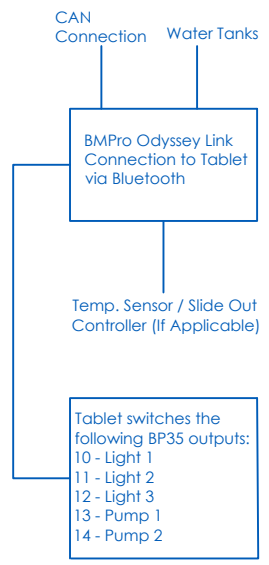 CAN
Connection
Water Tanks
BMPro Odyssey Link
Connection to Tablet
via Bluetooth
Temp. Sensor / Slide Out
Controller (If Applicable)
Tablet switches the
following BP35 outputs:
10 - Light 1
11 - Light 2
12 - Light 3
13 - Pump 1
14 - Pump 2